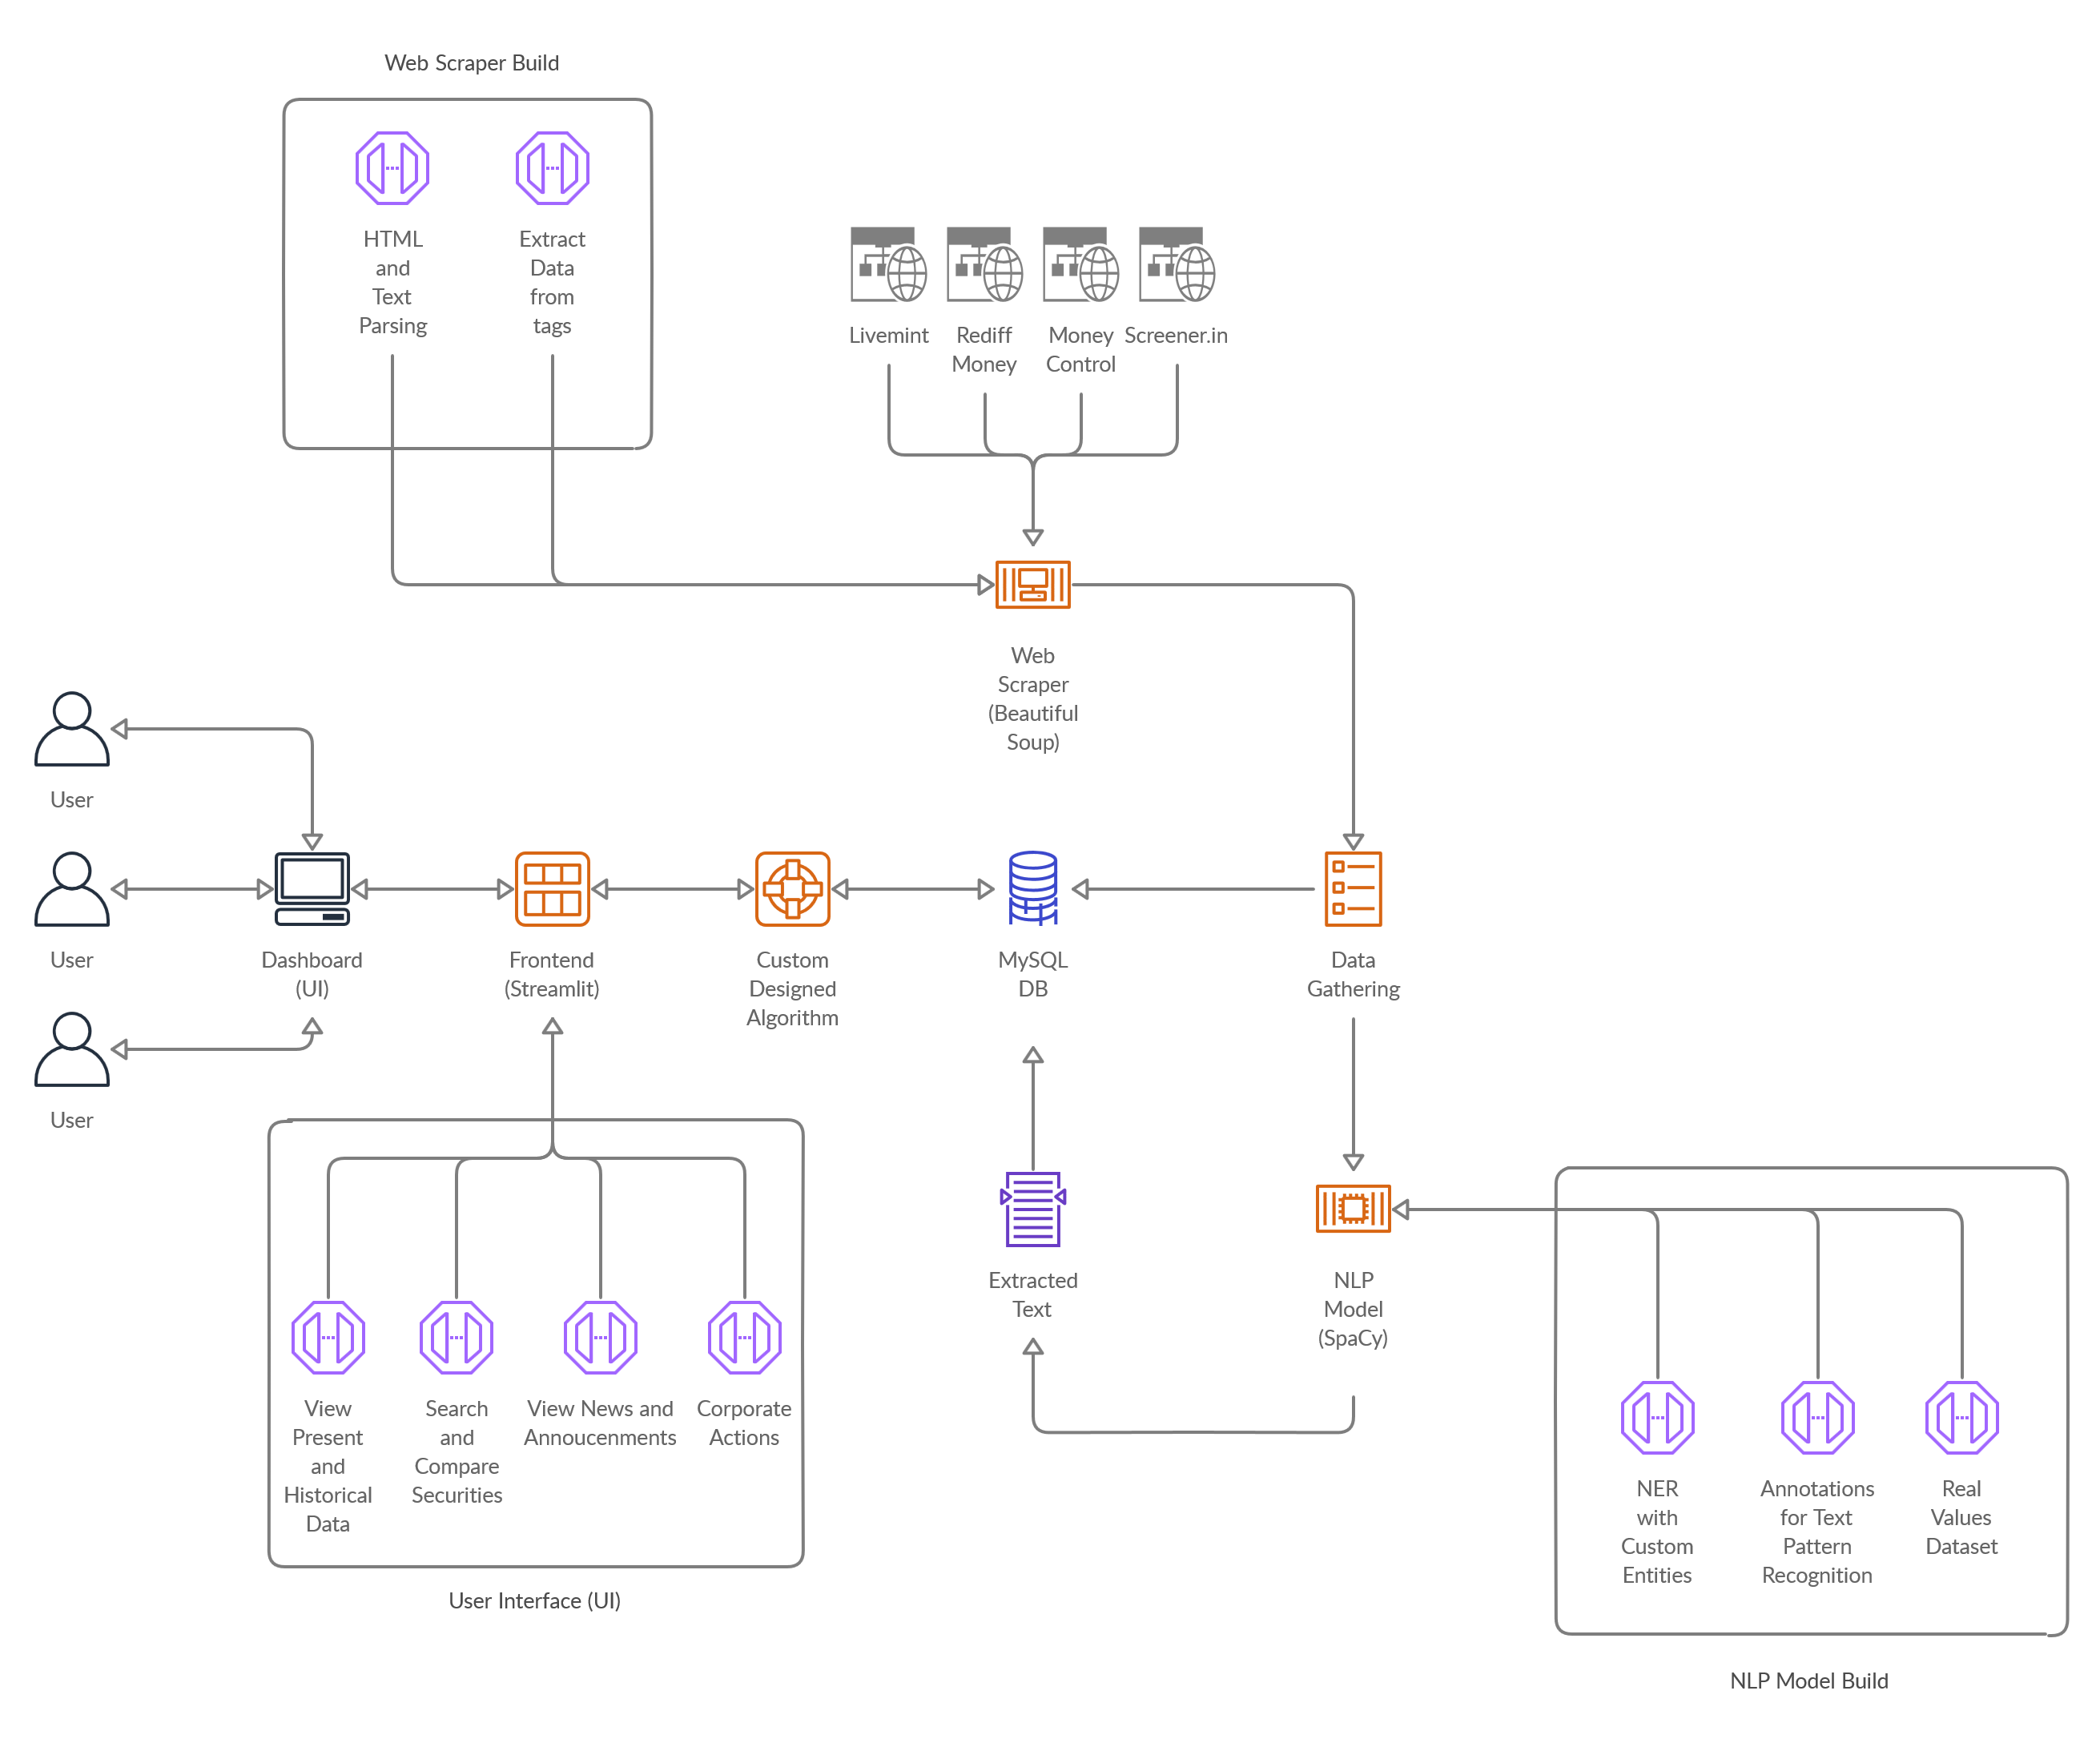 Web Scraper Build
HTML
and
Text
Parsing
Extract
Data
from
tags
Livemint
Rediff
Money
Money
Control
Screener.in
Web
Scraper
(Beautiful
Soup)
User
User
User
Dashboard
(UI)
Frontend
(Streamlit)
Custom
Designed
Algorithm
MySQL
DB
Data
Gathering
Extracted
Text
NLP
Model
(SpaCy)
View
Present
and
Historical
Data
Search
and
Compare
Securities
View News and
Annoucenments
Corporate
Actions
User Interface (UI)
NER
with
Custom
Entities
Annotations
for Text
Pattern
Recognition
Real
Values
Dataset
NLP Model Build